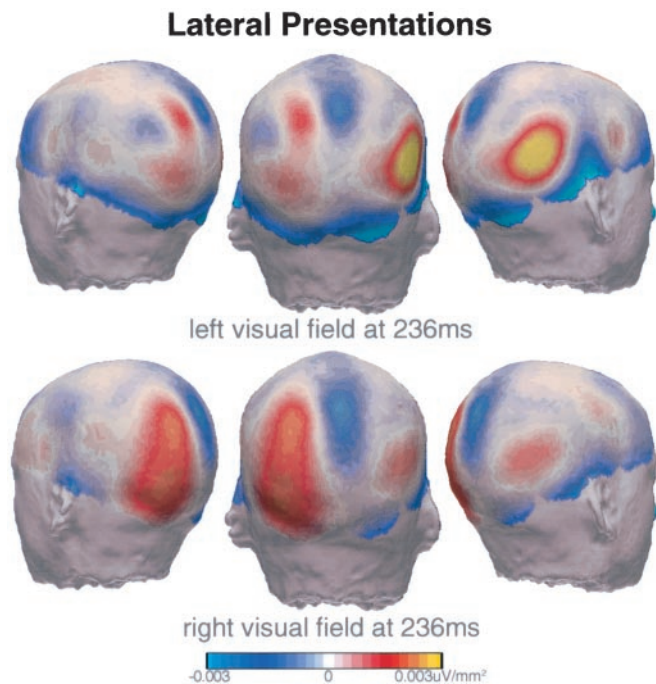 Lateral Presentations
left visual field at 236ms
right visual field at 236ms
-0.003 0 0.003uV/mm²